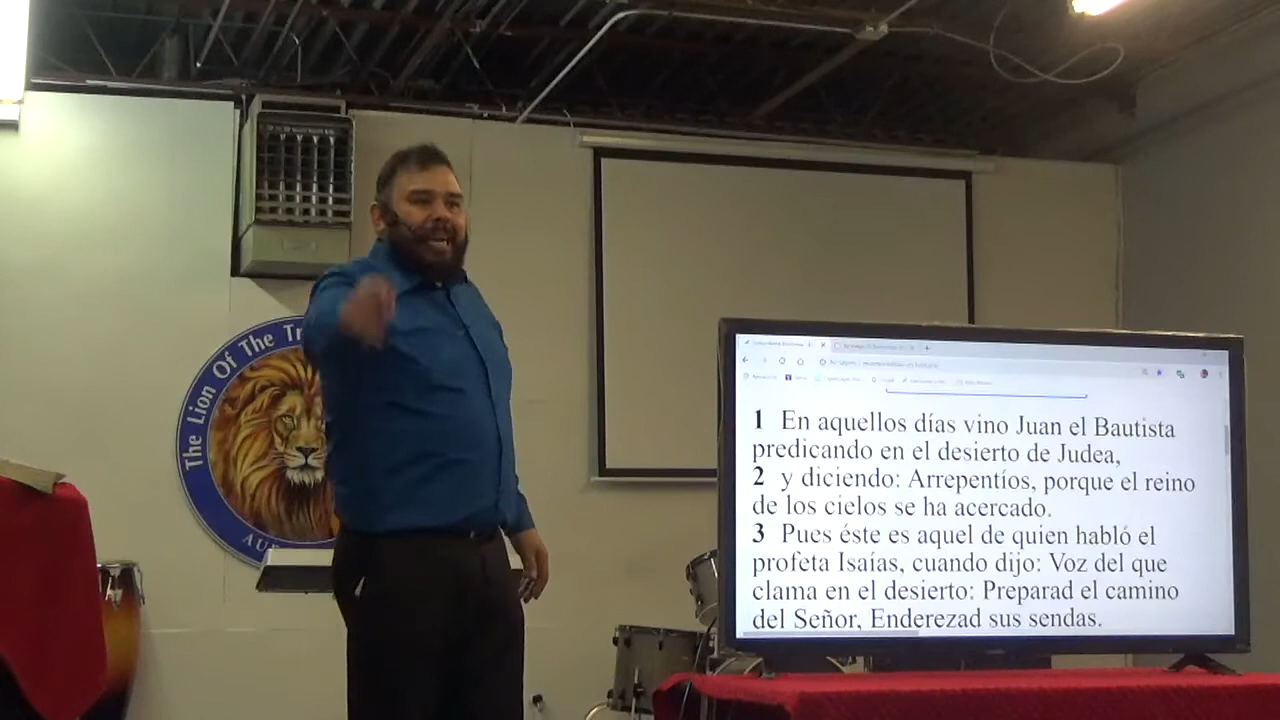 The Lion Of The Tr
AU
1 En aquellos días vino Juan el Bautista
predicando en el desierto de Judea,
2 y diciendo: Arrepentíos, porque el reino
de los cielos se ha acercado.
3 Pues éste es aquel de quien habló el
profeta Isaías, cuando dijo: Voz del que
clama en el desierto: Preparad el camino
del Señor, Enderezad sus sendas.